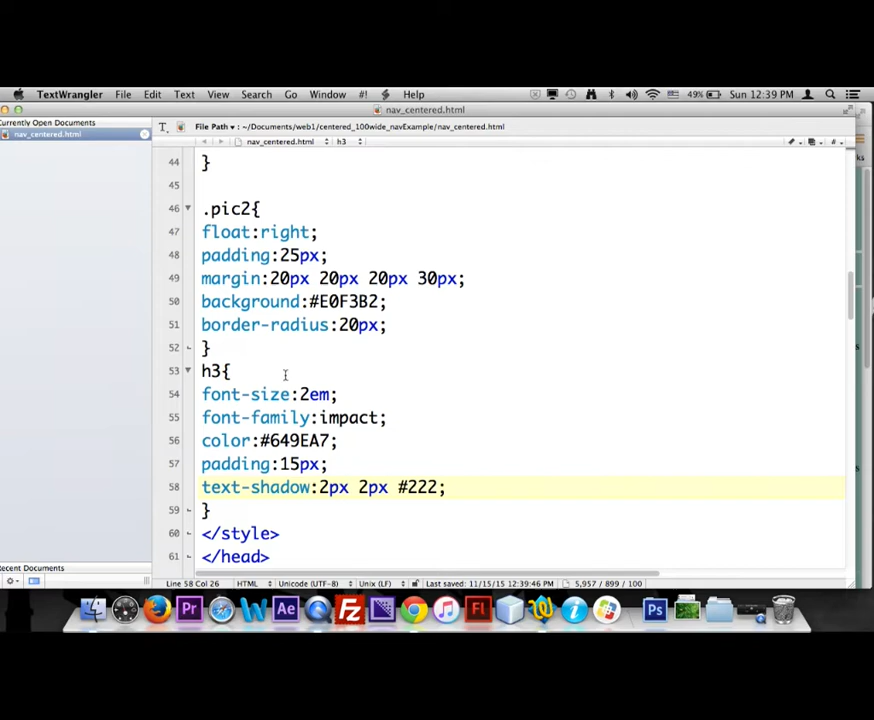 TextWrangler File Edit Text View Search Go Window #! Help 49% Sun 12:39 PM
nav_centered.html
Currently Open Documents
nav_centered.html
File Path ▾ : ~/Documents/web1/centered_100wide_navExample/nav_centered.html
nav_centered.html h3
44 }
45
46 .pic2{
47 float:right;
48 padding:25px;
49 margin:20px 20px 20px 30px;
50 background:#E0F3B2;
51 border-radius:20px;
52 }
53 h3{
54 font-size:2em;
55 font-family:impact;
56 color:#649EA7;
57 padding:15px;
58 text-shadow:2px 2px #222;
59 }
60 </style>
61 </head>
Recent Documents
Line 58 Col 26 HTML Unicode (UTF-8) Unix (LF) Last saved: 11/15/15 12:39:46 PM 5,957 / 899 / 100
Pr W Ae Fz Fl Ps